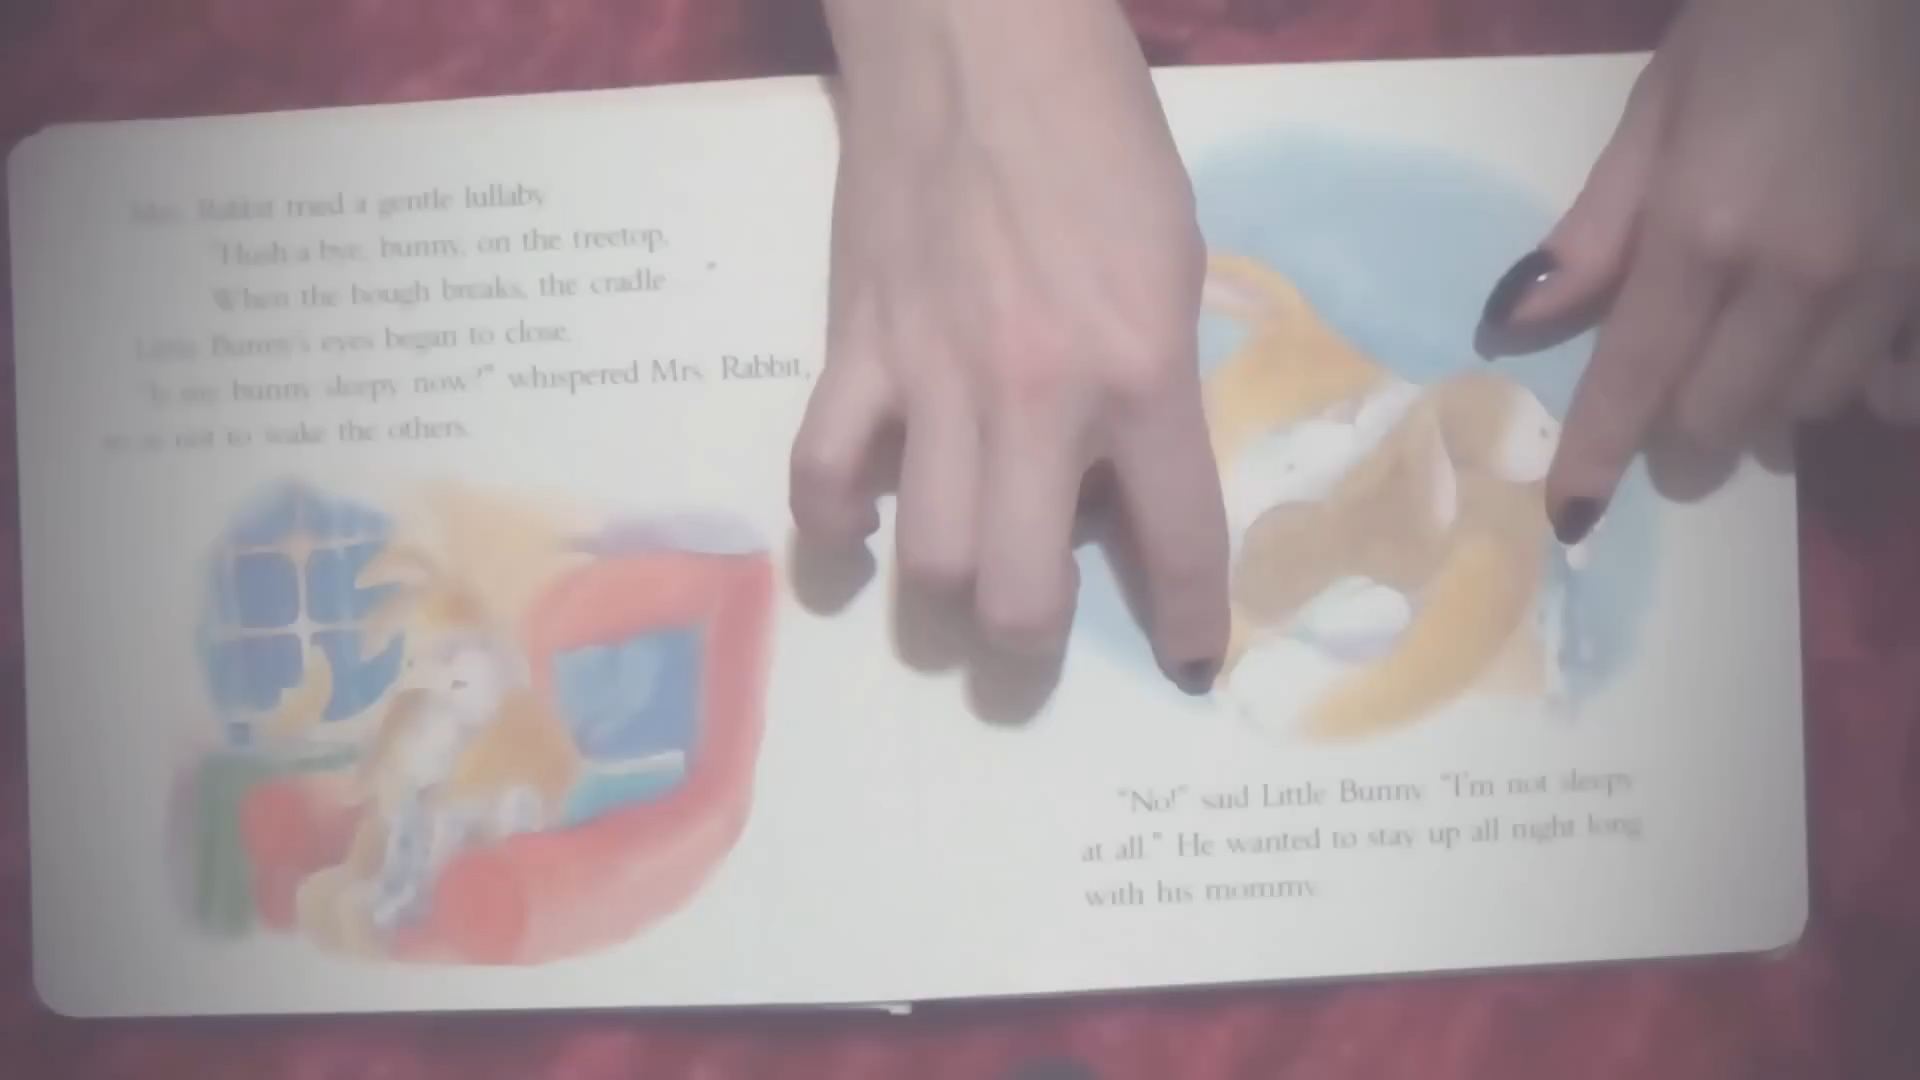 Mrs. Rabbit tried a gentle lullaby.
"Hush a bye, bunny, on the treetop,
When the bough breaks, the cradle . . ."
Little Bunny's eyes began to close.
"Is my bunny sleepy now?" whispered Mrs. Rabbit,
so as not to wake the others.
"No!" said Little Bunny. "I'm not sleepy
at all." He wanted to stay up all night long
with his mommy.